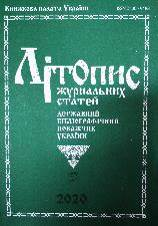 Книжкова палата України
Літопис
журнальних
статей
Державний
бібліографічний
покажчик
України
2020